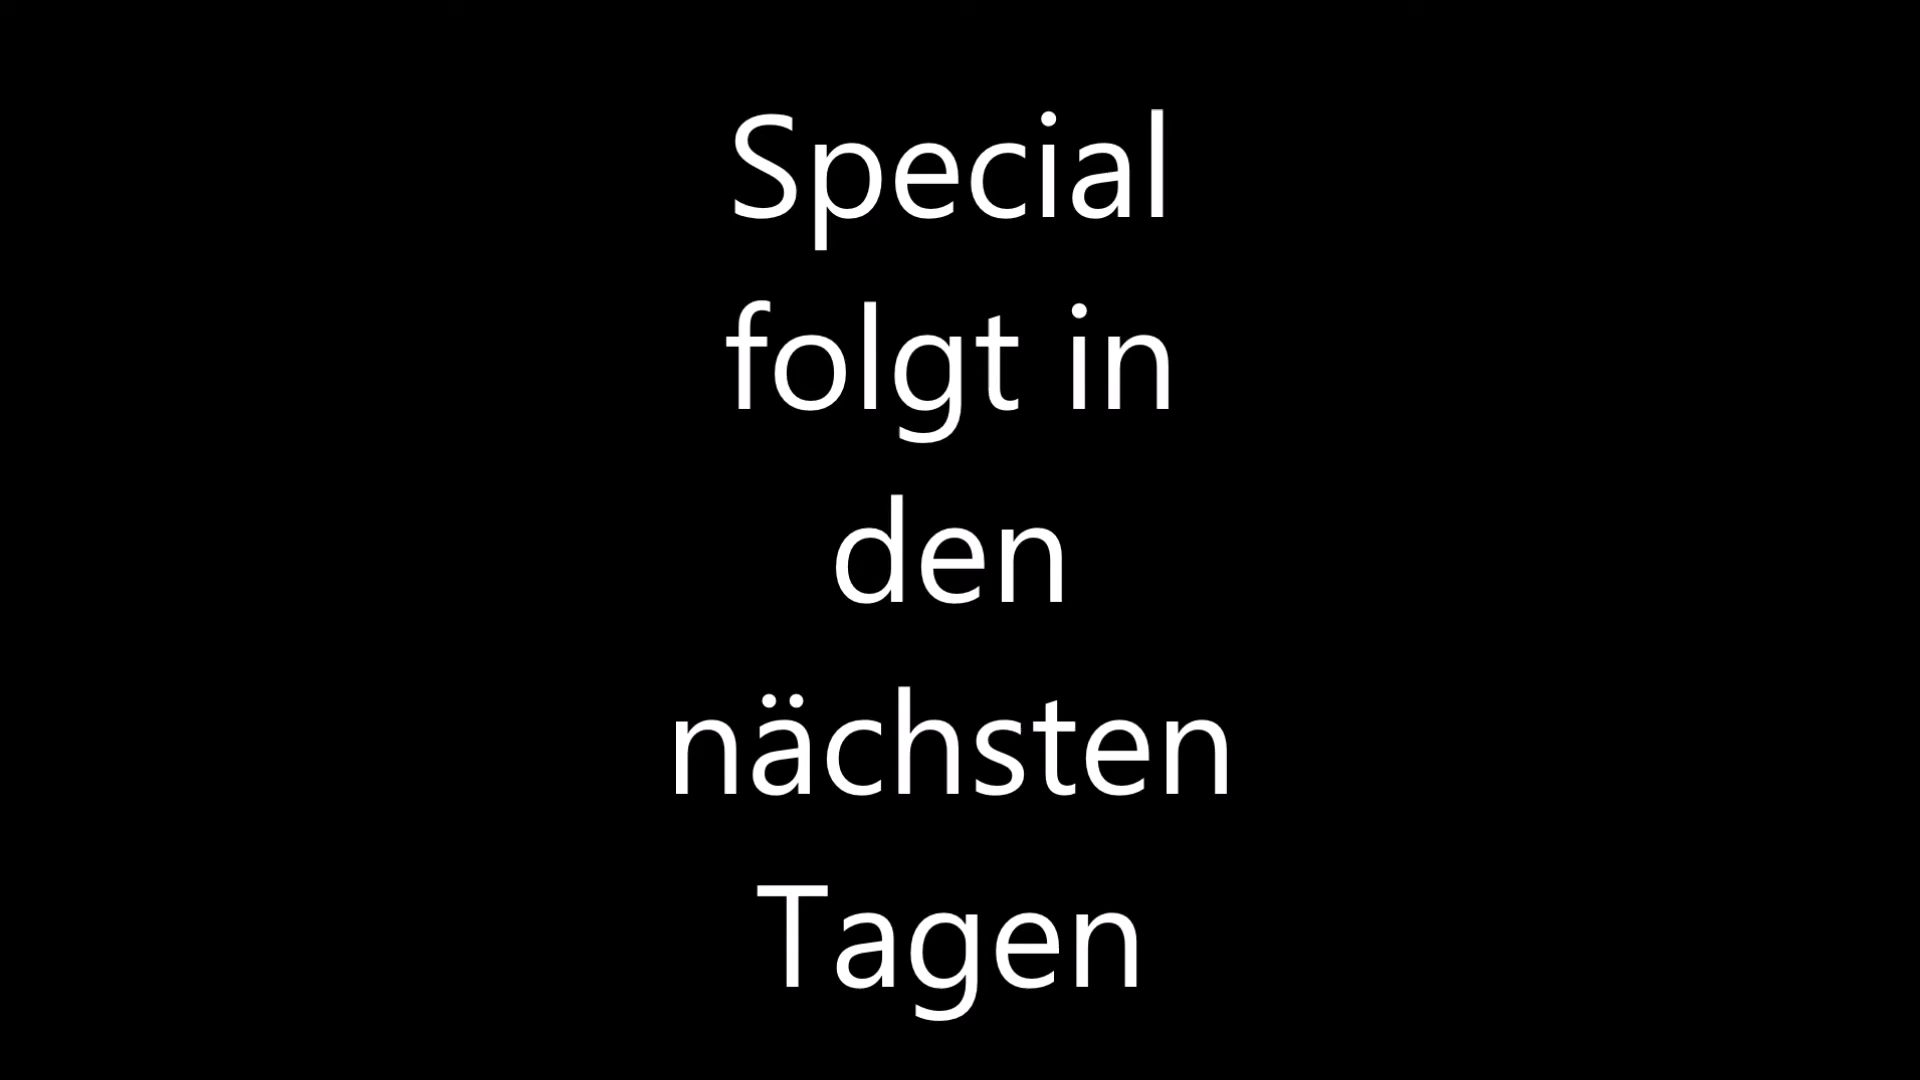 Special
folgt in
den
nächsten
Tagen